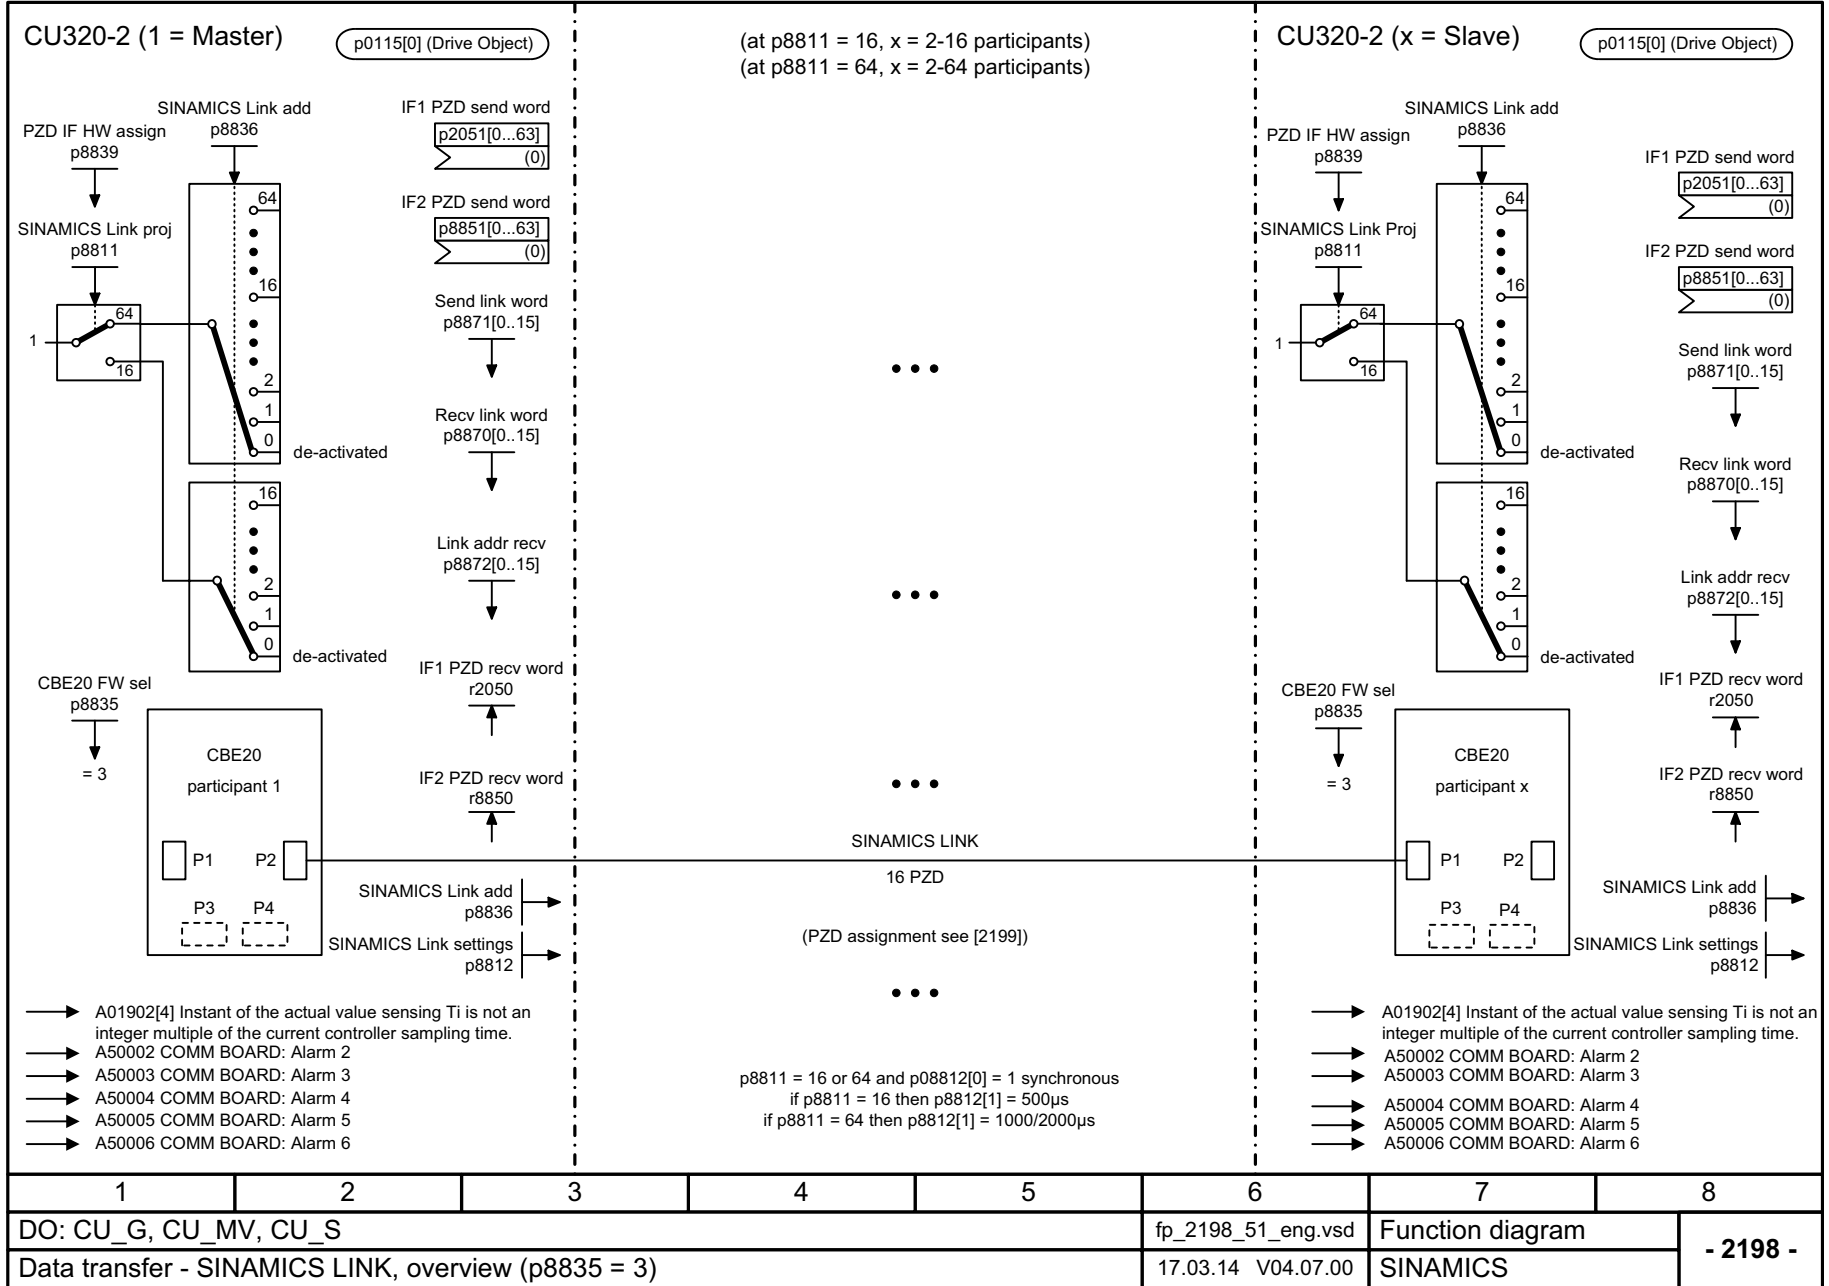 CU320-2 (1 = Master)
p0115[0] (Drive Object)
PZD IF HW assign
p8839
SINAMICS Link proj
p8811
1
64
16
SINAMICS Link add
p8836
64
16
2
1
0
de-activated
16
2
1
0
de-activated
IF1 PZD send word
p2051[0...63]
(0)
IF2 PZD send word
p8851[0...63]
(0)
Send link word
p8871[0..15]
Recv link word
p8870[0..15]
Link addr recv
p8872[0..15]
IF1 PZD recv word
r2050
IF2 PZD recv word
r8850
CBE20 FW sel
p8835
= 3
CBE20
participant 1
P1
P2
P3
P4
SINAMICS Link add
p8836
SINAMICS Link settings
p8812
A01902[4] Instant of the actual value sensing Ti is not an
integer multiple of the current controller sampling time.
A50002 COMM BOARD: Alarm 2
A50003 COMM BOARD: Alarm 3
A50004 COMM BOARD: Alarm 4
A50005 COMM BOARD: Alarm 5
A50006 COMM BOARD: Alarm 6
(at p8811 = 16, x = 2-16 participants)
(at p8811 = 64, x = 2-64 participants)
SINAMICS LINK
16 PZD
(PZD assignment see [2199])
p8811 = 16 or 64 and p08812[0] = 1 synchronous
if p8811 = 16 then p8812[1] = 500µs
if p8811 = 64 then p8812[1] = 1000/2000µs
CU320-2 (x = Slave)
p0115[0] (Drive Object)
PZD IF HW assign
p8839
SINAMICS Link Proj
p8811
1
64
16
SINAMICS Link add
p8836
64
16
2
1
0
de-activated
16
2
1
0
de-activated
IF1 PZD send word
p2051[0...63]
(0)
IF2 PZD send word
p8851[0...63]
(0)
Send link word
p8871[0..15]
Recv link word
p8870[0..15]
Link addr recv
p8872[0..15]
IF1 PZD recv word
r2050
IF2 PZD recv word
r8850
CBE20 FW sel
p8835
= 3
CBE20
participant x
P1
P2
P3
P4
SINAMICS Link add
p8836
SINAMICS Link settings
p8812
A01902[4] Instant of the actual value sensing Ti is not an
integer multiple of the current controller sampling time.
A50002 COMM BOARD: Alarm 2
A50003 COMM BOARD: Alarm 3
A50004 COMM BOARD: Alarm 4
A50005 COMM BOARD: Alarm 5
A50006 COMM BOARD: Alarm 6
1 2 3 4 5 6 7 8
DO: CU_G, CU_MV, CU_S
fp_2198_51_eng.vsd
Function diagram
- 2198 -
Data transfer - SINAMICS LINK, overview (p8835 = 3)
17.03.14 V04.07.00
SINAMICS